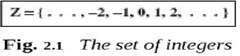 Z = { . . . , –2, –1, 0, 1, 2, . . . }
Fig. 2.1 The set of integers